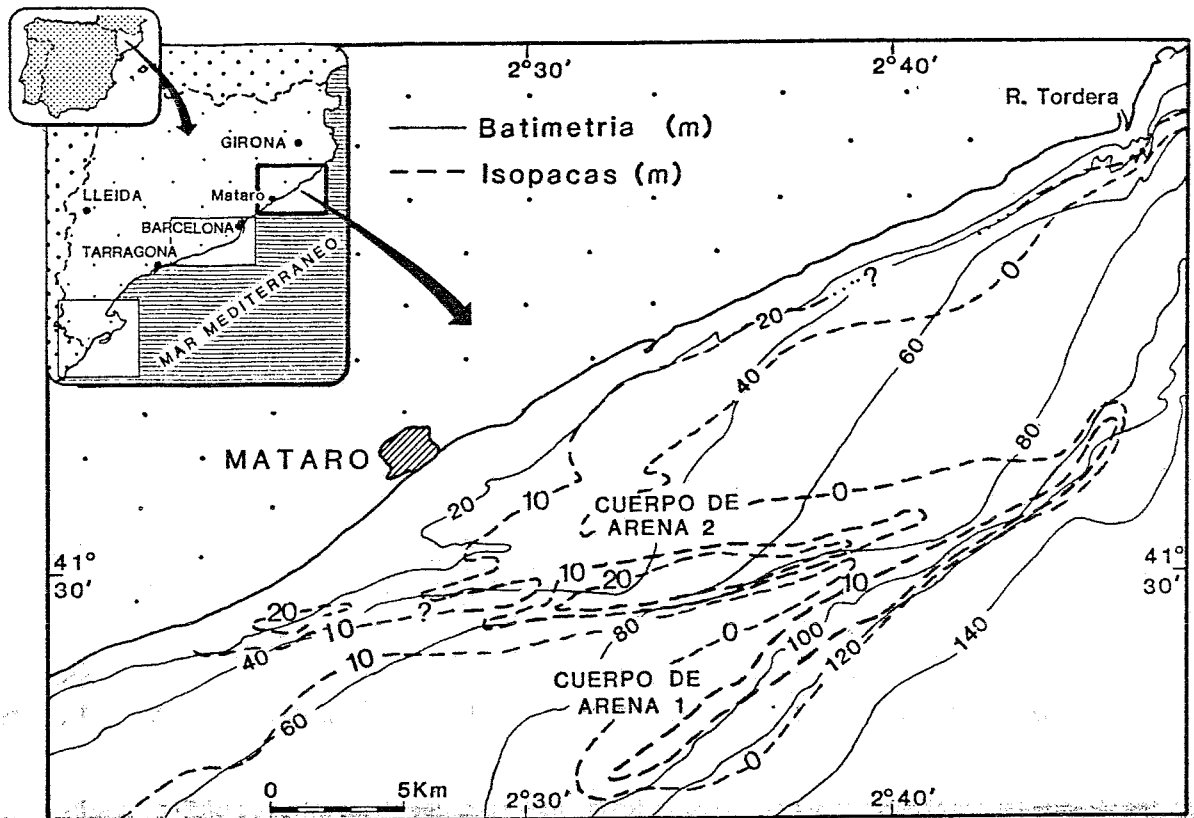 2°30'
2°40'
R. Tordera
Batimetria (m)
Isopacas (m)
GIRONA
LLEIDA
Mataro
BARCELONA
TARRAGONA
MAR MEDITERRANEO
0
?
20
60
40
MATARO
80
20
10
0
CUERPO DE
ARENA 2
41°
30'
10
20
10
41°
30'
20
10
?
80
0
100
140
40
10
120
CUERPO DE
ARENA 1
60
0
0
5Km
2°30'
2°40'